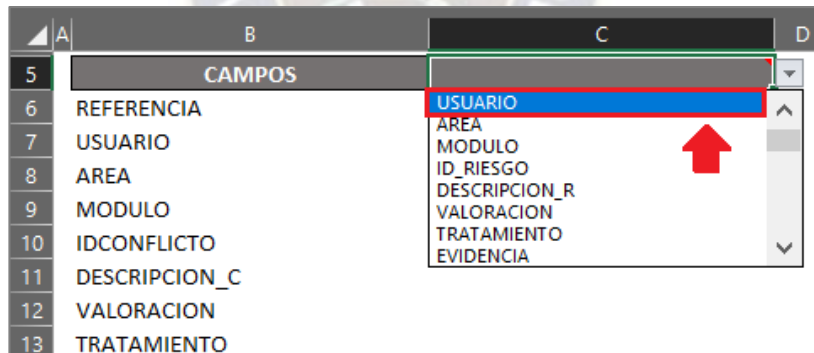 A B C D
5 CAMPOS
6 REFERENCIA USUARIO
7 USUARIO AREA
8 AREA MODULO
9 MODULO ID_RIESGO
10 IDCONFLICTO DESCRIPCION_R
11 DESCRIPCION_C VALORACION
12 VALORACION TRATAMIENTO
13 TRATAMIENTO EVIDENCIA